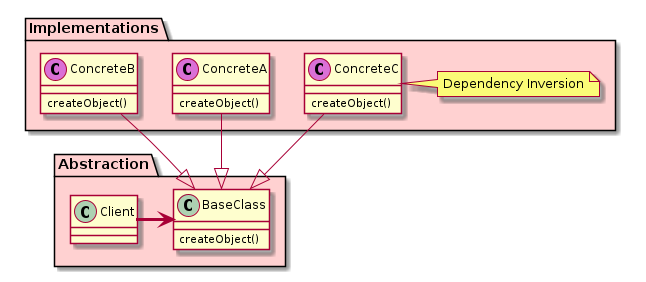 Implementations
C ConcreteB
createObject()
C ConcreteA
createObject()
C ConcreteC
createObject()
Dependency Inversion
Abstraction
C Client
C BaseClass
createObject()